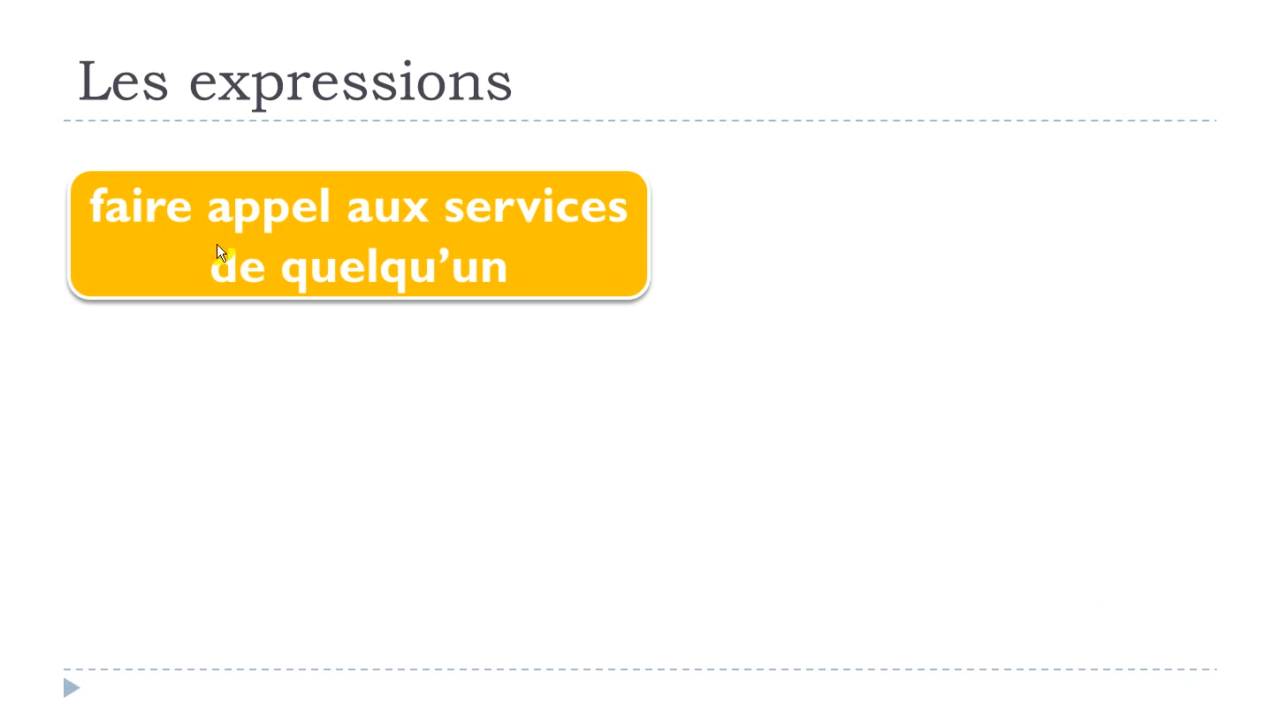 Les expressions
faire appel aux services
de quelqu’un